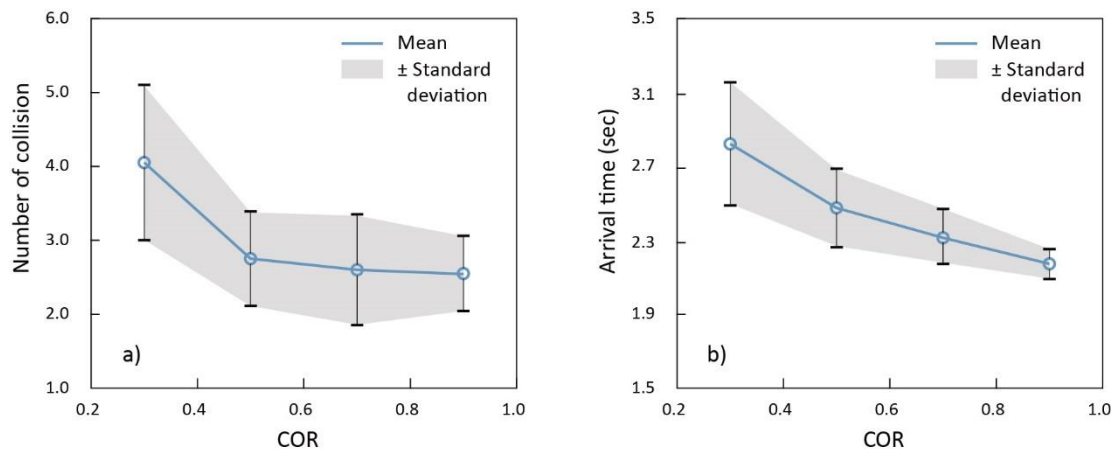 6.0
5.0
4.0
3.0
2.0
1.0
Number of collision
Mean
± Standard
deviation
a)
0.2
0.4
0.6
0.8
1.0
COR
3.5
3.1
2.7
2.3
1.9
1.5
Arrival time (sec)
Mean
± Standard
deviation
b)
0.2
0.4
0.6
0.8
1.0
COR